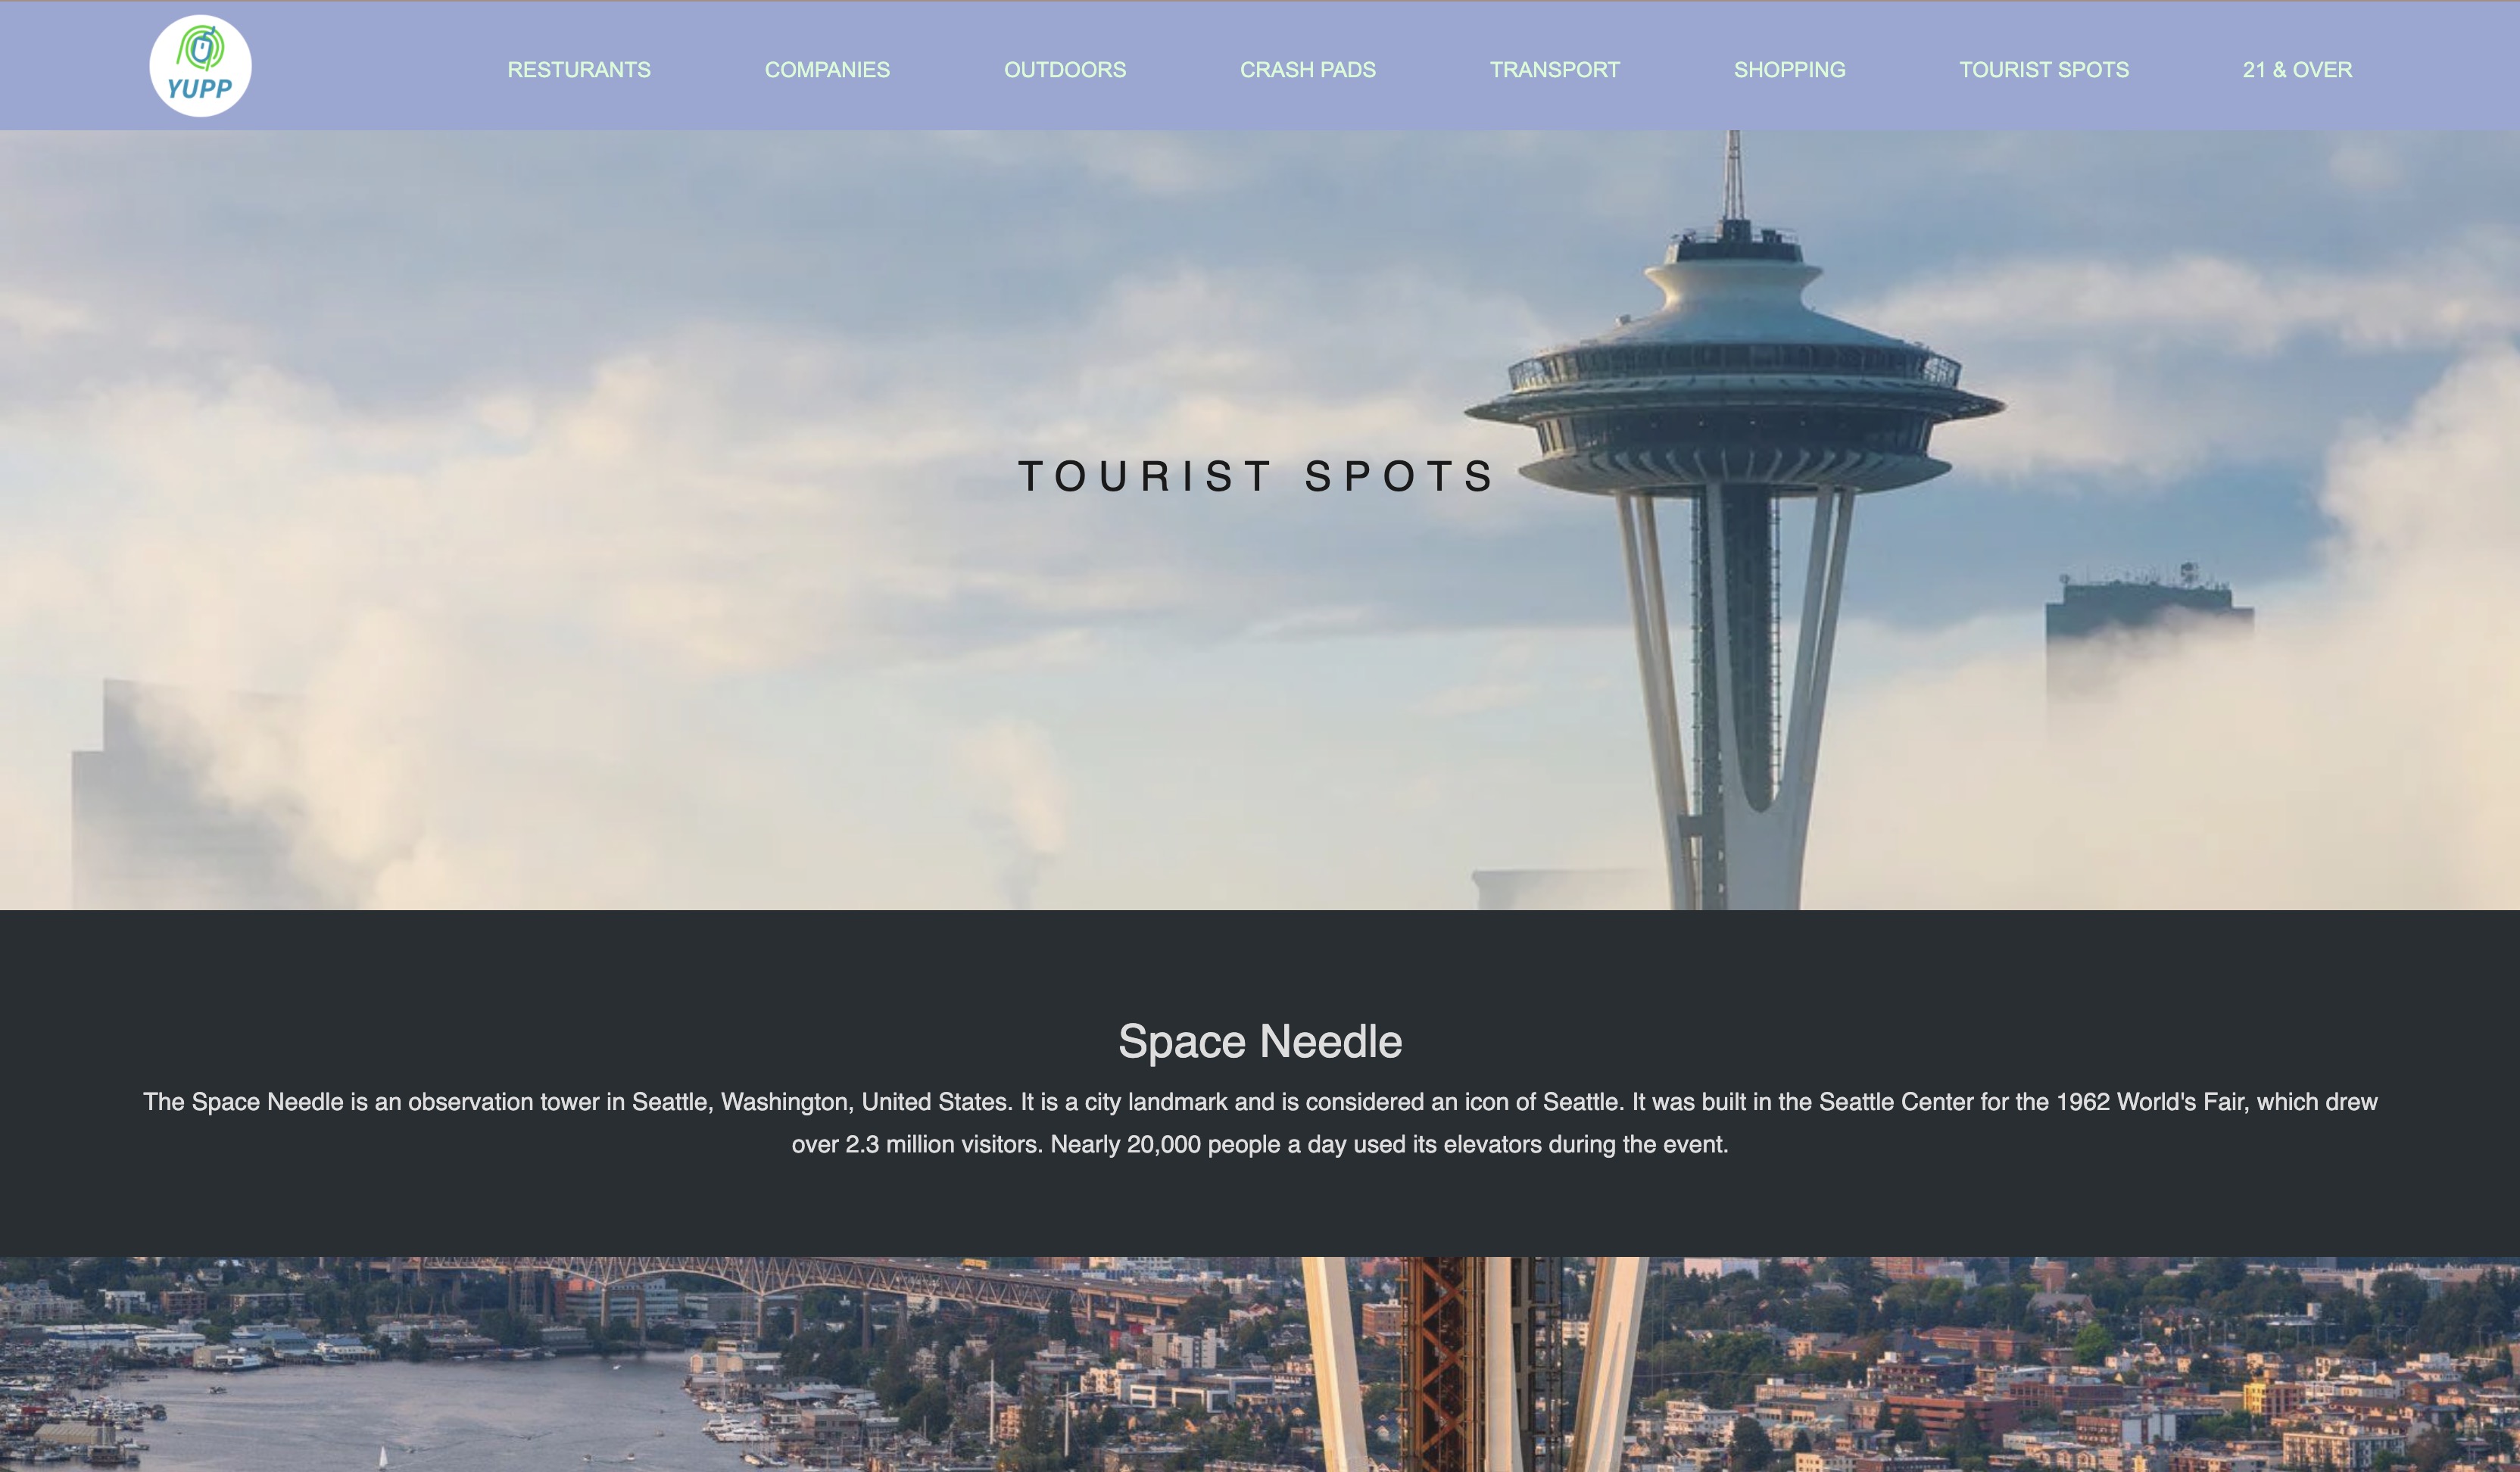 YUPP
RESTURANTS
COMPANIES
OUTDOORS
CRASH PADS
TRANSPORT
SHOPPING
TOURIST SPOTS
21 & OVER
TOURIST SPOTS
Space Needle
The Space Needle is an observation tower in Seattle, Washington, United States. It is a city landmark and is considered an icon of Seattle. It was built in the Seattle Center for the 1962 World's Fair, which drew
over 2.3 million visitors. Nearly 20,000 people a day used its elevators during the event.